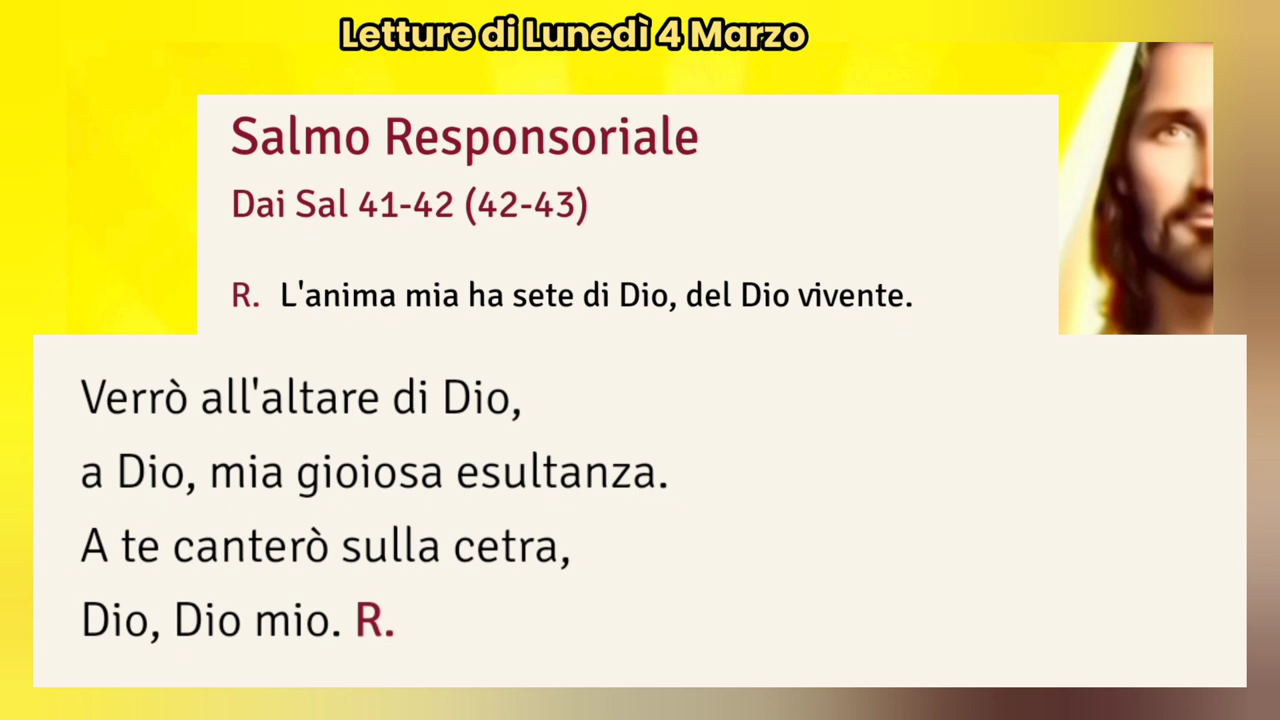 Letture di Lunedì 4 Marzo
Salmo Responsoriale
Dai Sal 41-42 (42-43)
R. L'anima mia ha sete di Dio, del Dio vivente.
Verrò all'altare di Dio,
a Dio, mia gioiosa esultanza.
A te canterò sulla cetra,
Dio, Dio mio. R.